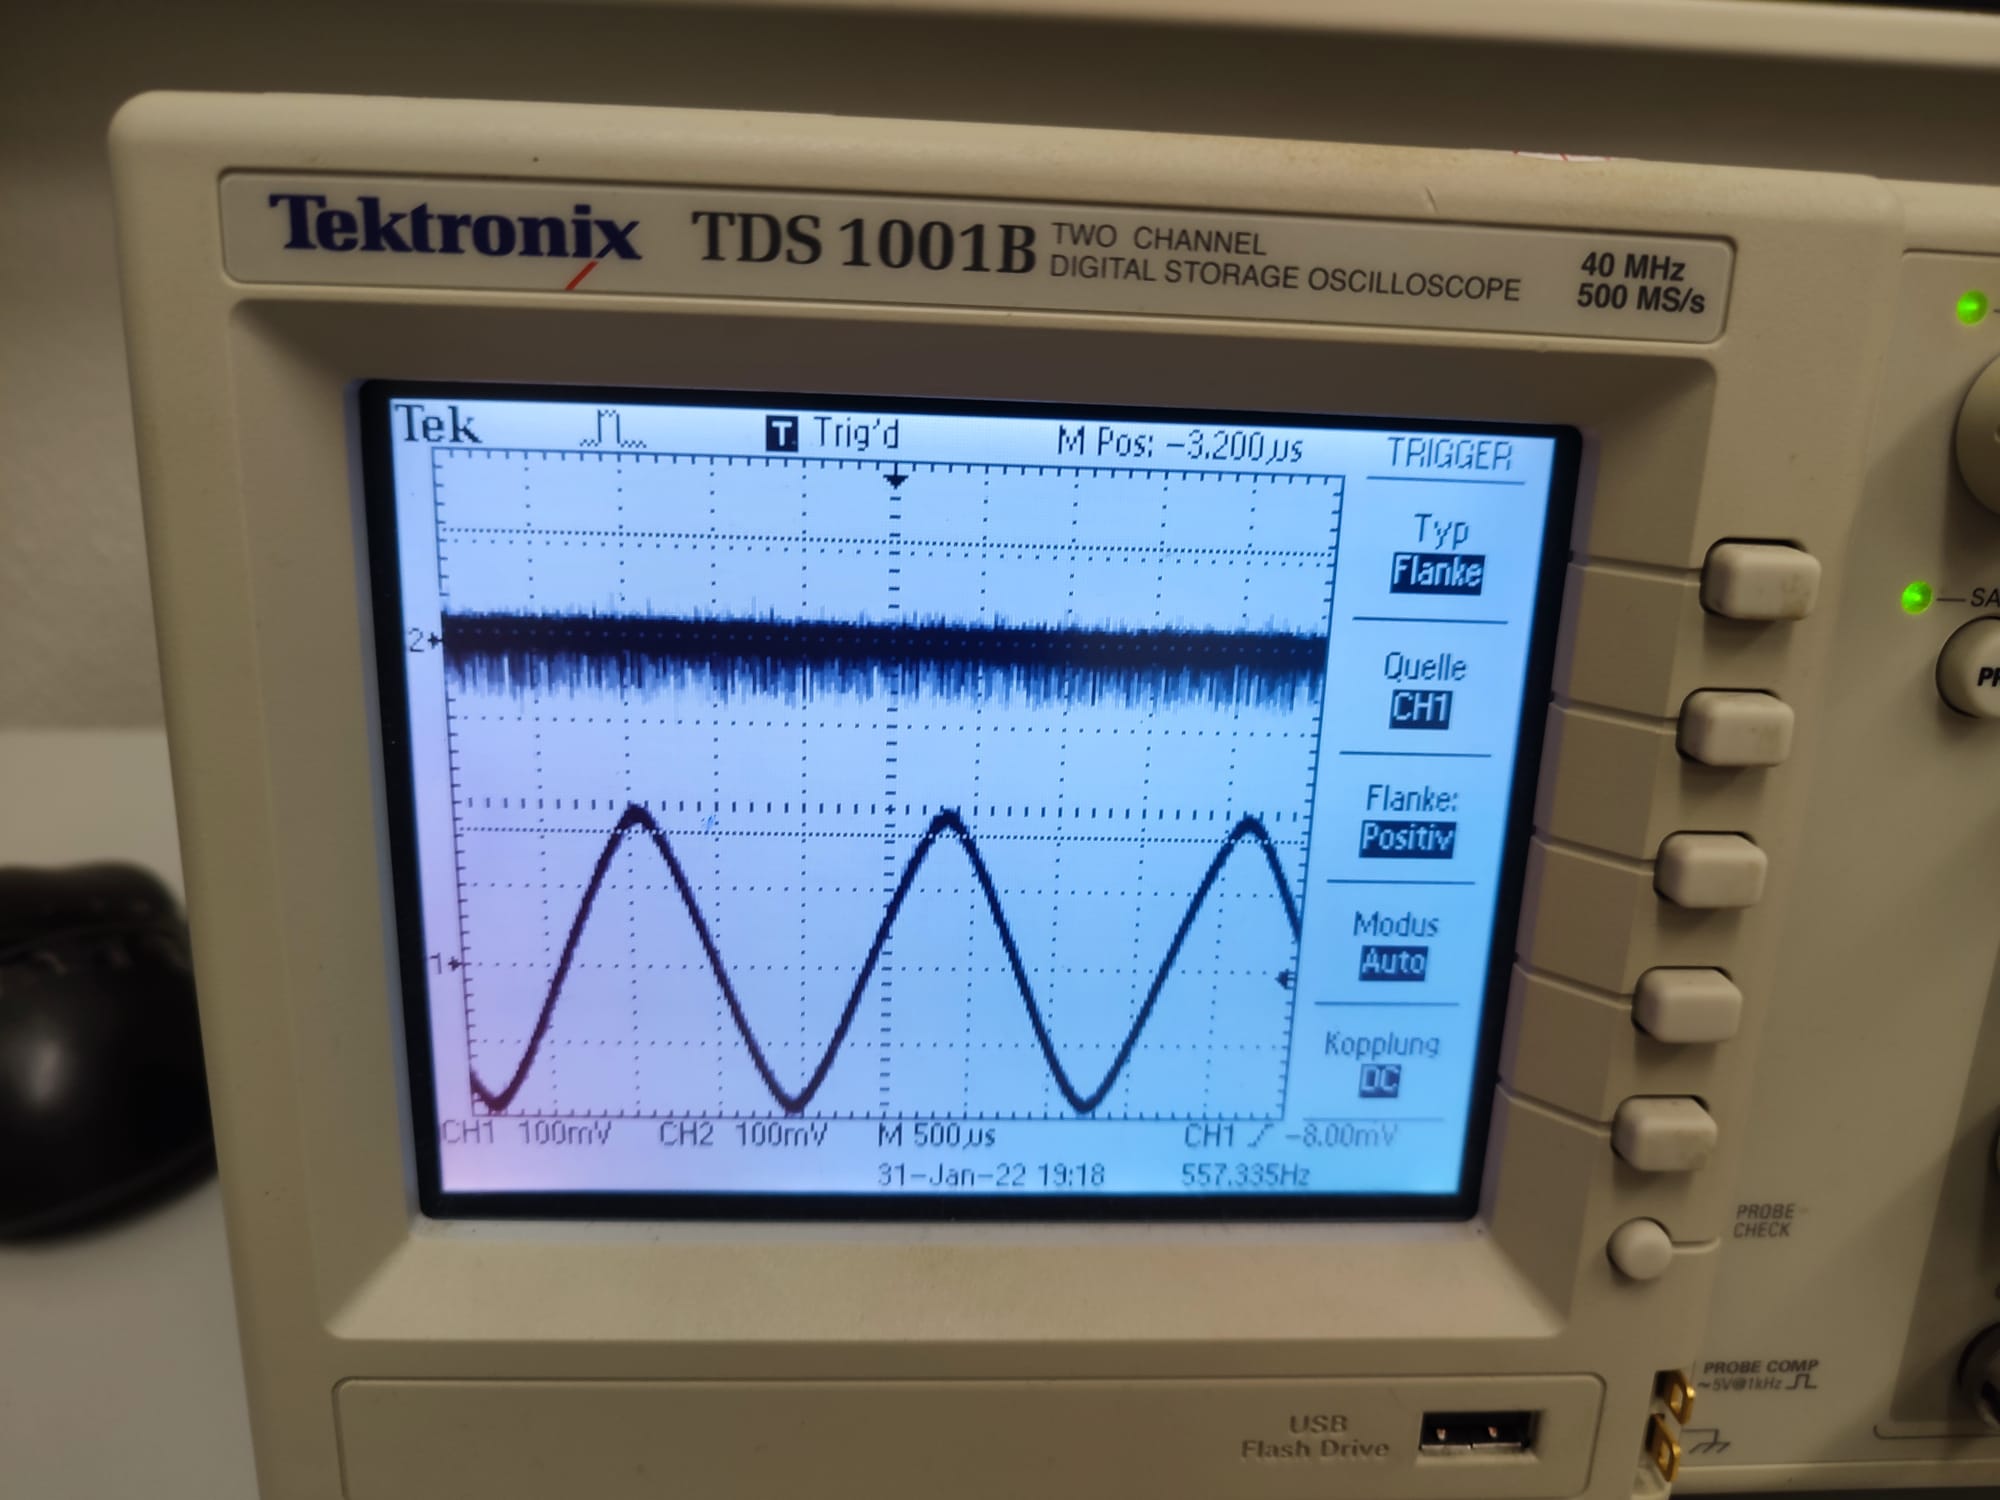 Tektronix TDS 1001B TWO CHANNEL
DIGITAL STORAGE OSCILLOSCOPE
40 MHz
500 MS/s
Tek T Trig'd M Pos: -3.200µs TRIGGER
Typ
Flanke
2
Quelle
CH1
Flanke:
Positiv
1
Modus
Auto
Kopplung
DC
CH1 100mV CH2 100mV M 500µs CH1 -8.00mV
31-Jan-22 19:18 557.335Hz
PROBE
CHECK
PROBE COMP
~5V@1kHz
USB
Flash Drive